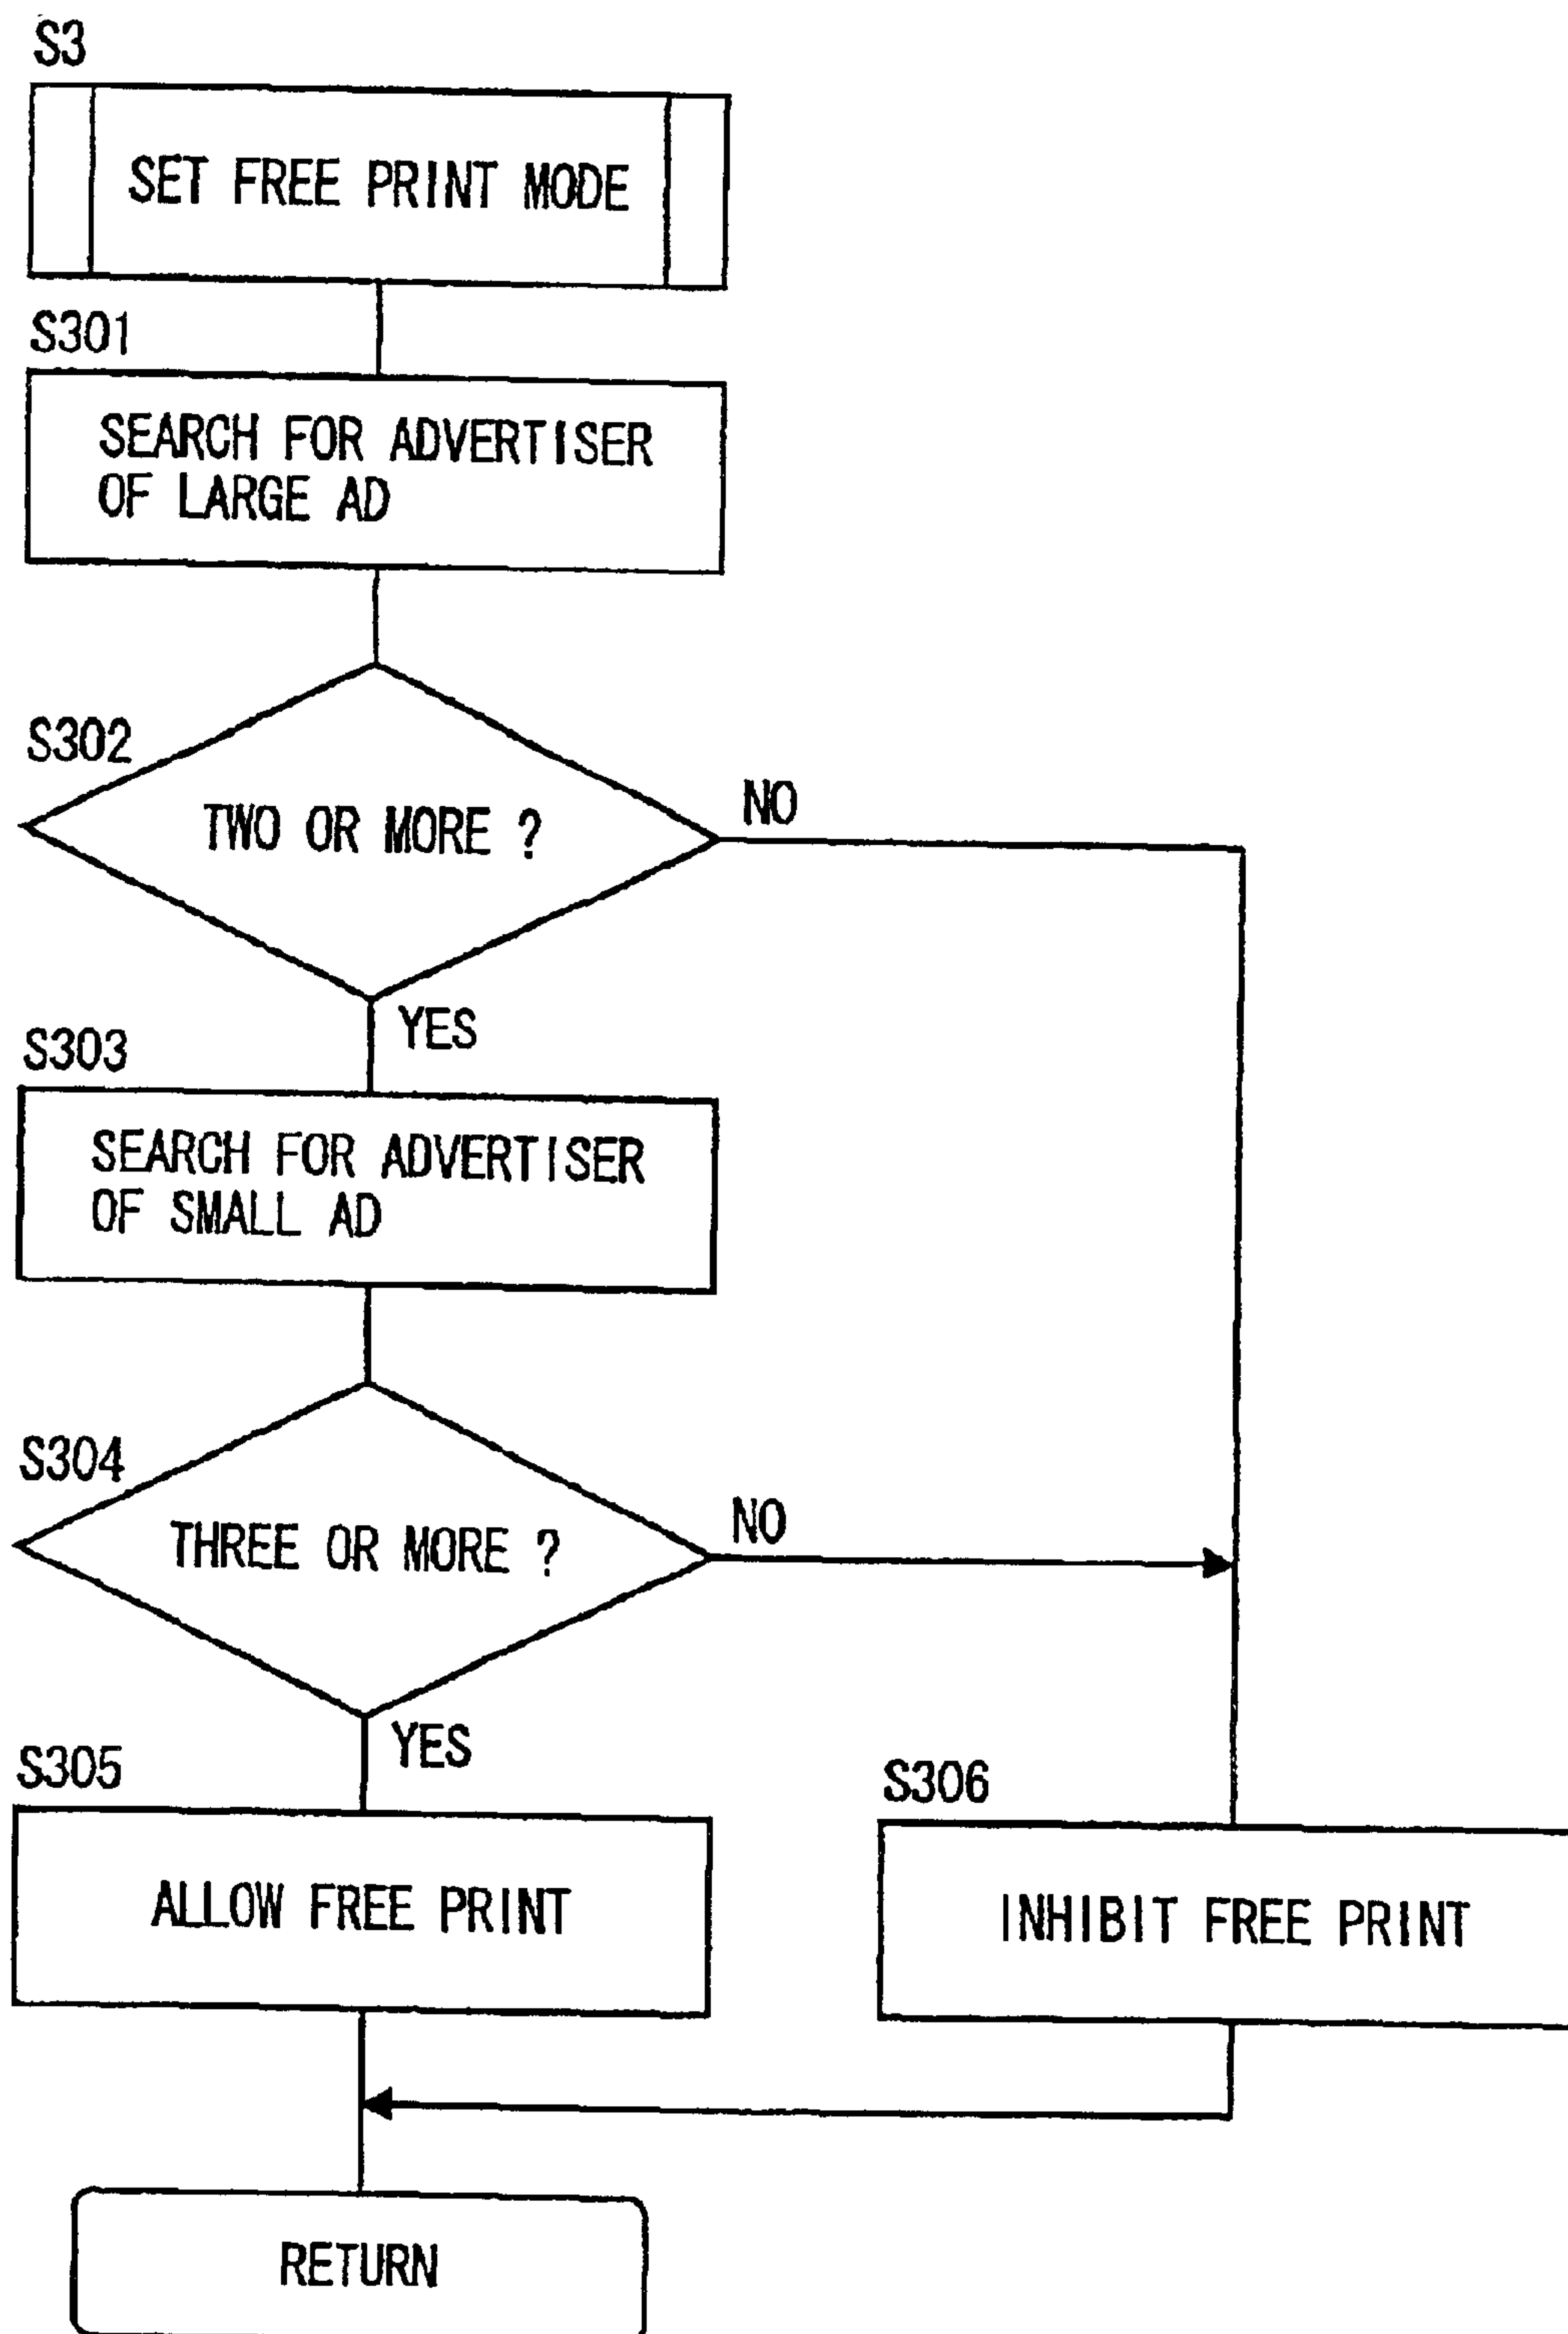 S3
SET FREE PRINT MODE
S301
SEARCH FOR ADVERTISER
OF LARGE AD
S302
TWO OR MORE ?
NO
YES
S303
SEARCH FOR ADVERTISER
OF SMALL AD
S304
THREE OR MORE ?
NO
YES
S305
ALLOW FREE PRINT
S306
INHIBIT FREE PRINT
RETURN